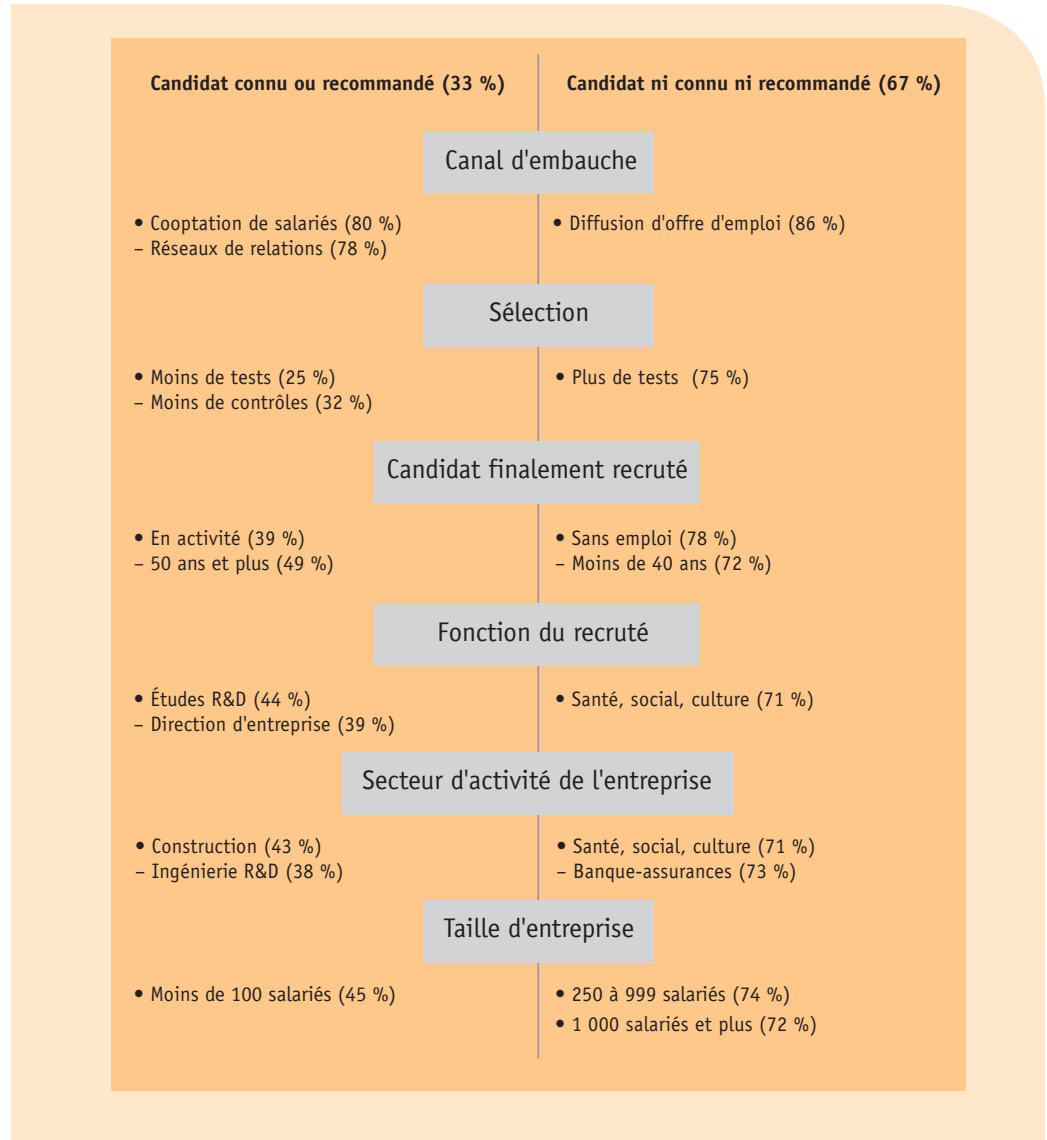 Candidat connu ou recommandé (33 %)
Candidat ni connu ni recommandé (67 %)
Canal d'embauche
• Cooptation de salariés (80 %)
– Réseaux de relations (78 %)
• Diffusion d'offre d'emploi (86 %)
Sélection
• Moins de tests (25 %)
– Moins de contrôles (32 %)
• Plus de tests (75 %)
Candidat finalement recruté
• En activité (39 %)
– 50 ans et plus (49 %)
• Sans emploi (78 %)
– Moins de 40 ans (72 %)
Fonction du recruté
• Études R&D (44 %)
– Direction d'entreprise (39 %)
• Santé, social, culture (71 %)
Secteur d'activité de l'entreprise
• Construction (43 %)
– Ingénierie R&D (38 %)
• Santé, social, culture (71 %)
– Banque-assurances (73 %)
Taille d'entreprise
• Moins de 100 salariés (45 %)
• 250 à 999 salariés (74 %)
• 1 000 salariés et plus (72 %)